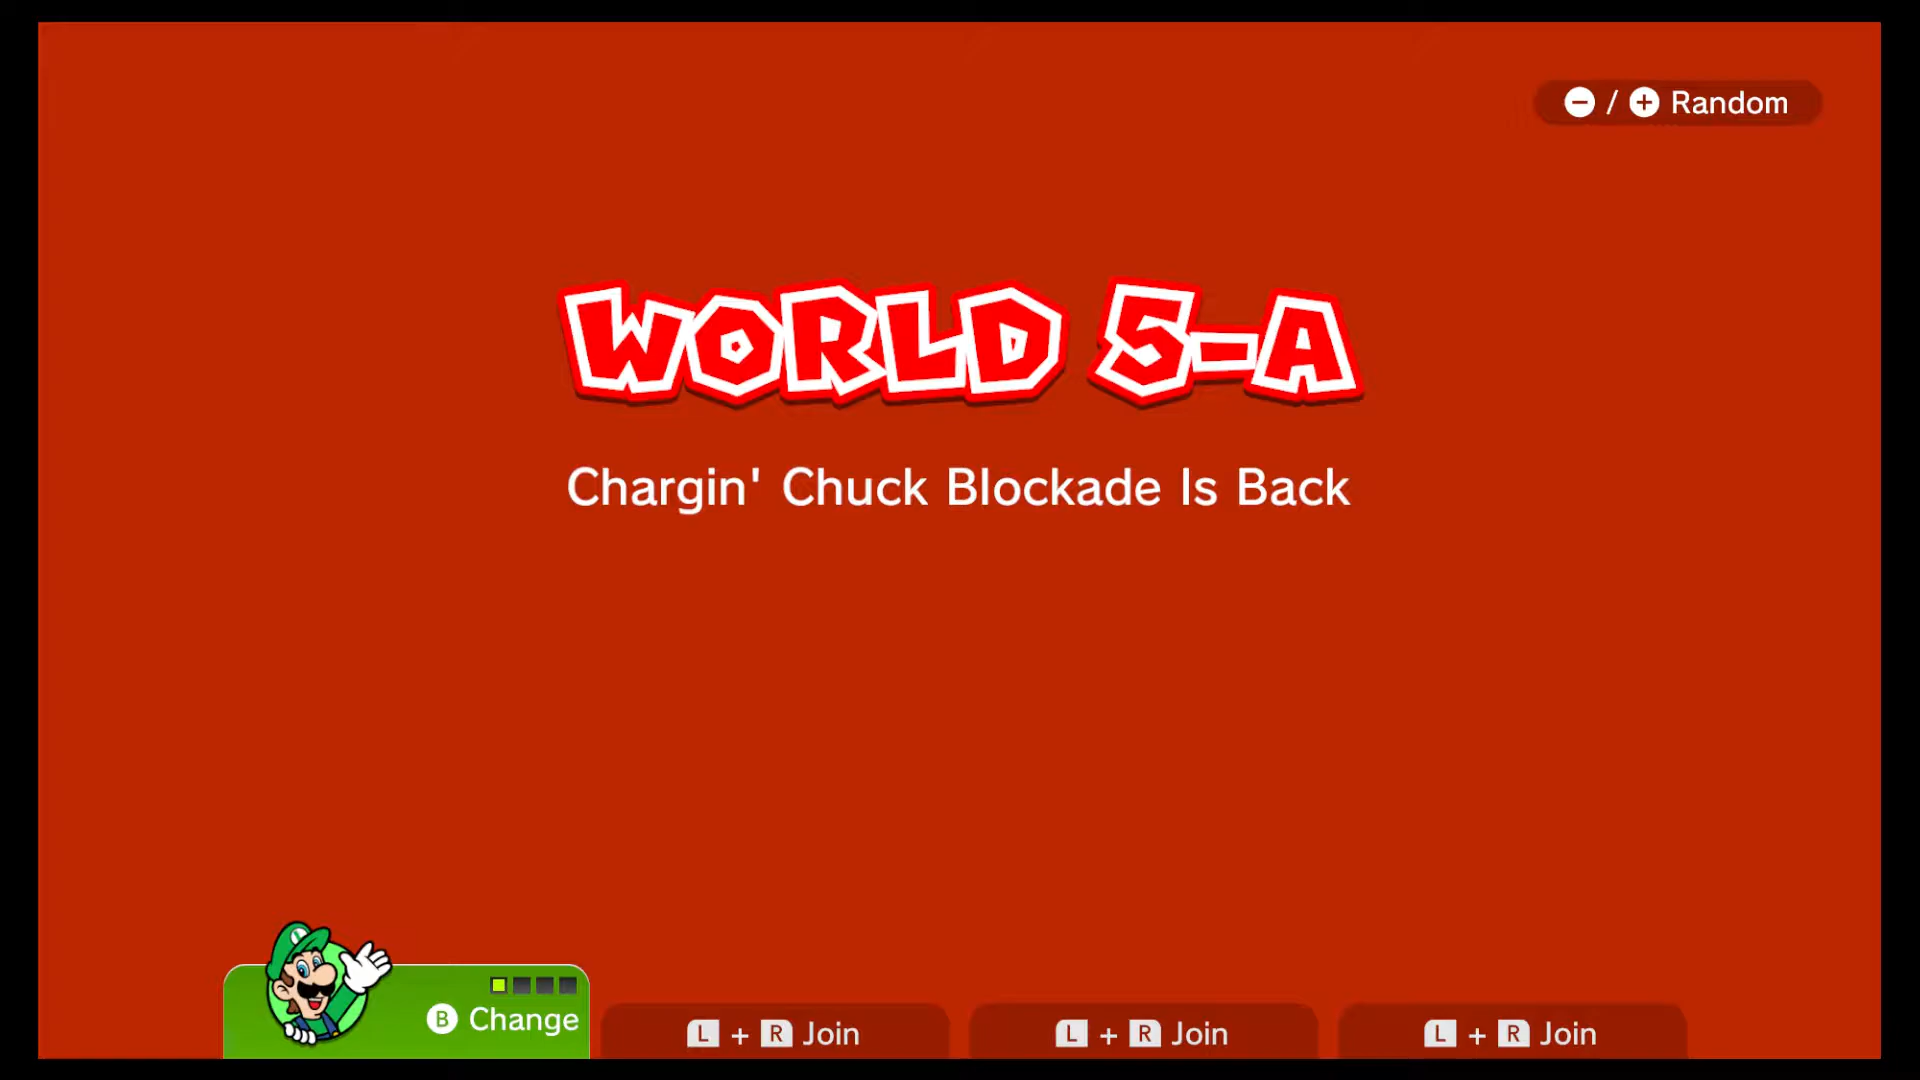 - / + Random
WORLD 5-A
Chargin' Chuck Blockade Is Back
B Change
L + R Join
L + R Join
L + R Join